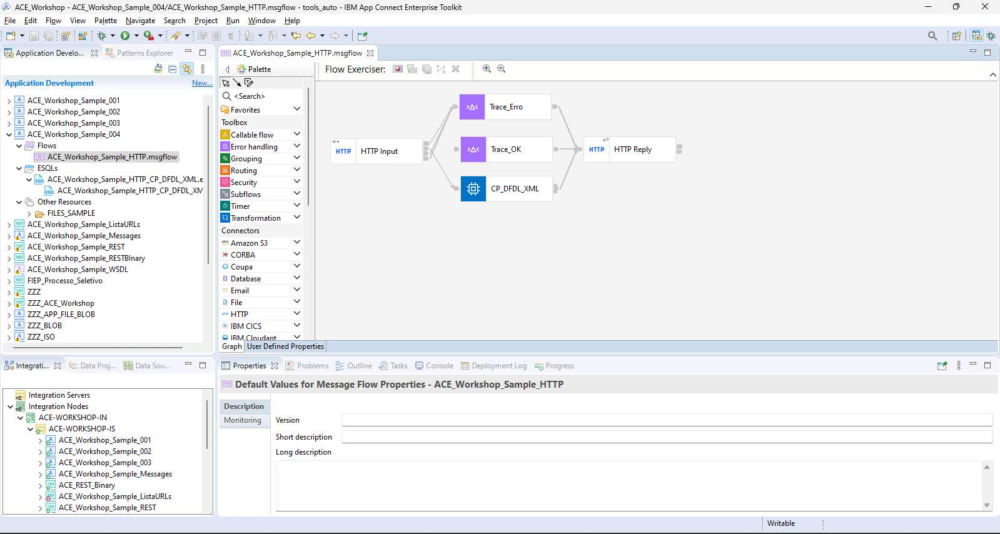 ACE_Workshop - ACE_Workshop_Sample_004/ACE_Workshop_Sample_HTTP.msgflow - tools_auto - IBM App Connect Enterprise Toolkit
File Edit Flow View Palette Navigate Search Project Run Window Help
Application Develo... Patterns Explorer
Application Development New...
ACE_Workshop_Sample_001
ACE_Workshop_Sample_002
ACE_Workshop_Sample_003
ACE_Workshop_Sample_004
Flows
ACE_Workshop_Sample_HTTP.msgflow
ESQLs
ACE_Workshop_Sample_HTTP_CP_DFDL_XML.e
ACE_Workshop_Sample_HTTP_CP_DFDL_XM
Other Resources
FILES_SAMPLE
ACE_Workshop_Sample_ListaURLs
ACE_Workshop_Sample_Messages
ACE_Workshop_Sample_REST
ACE_Workshop_Sample_RESTBInary
ACE_Workshop_Sample_WSDL
FIEP_Processo_Seletivo
ZZZ
ZZZ_ACE_Workshop
ZZZ_APP_FILE_BLOB
ZZZ_BLOB
ZZZ_ISO
ACE_Workshop_Sample_HTTP.msgflow
Palette
<Search>
Favorites
Toolbox
Callable flow
Error handling
Grouping
Routing
Security
Subflows
Timer
Transformation
Connectors
Amazon S3
CORBA
Coupa
Database
Email
File
HTTP
IBM CICS
IBM Cloudant
Flow Exerciser:
Trace_Erro
HTTP HTTP Input
Trace_OK
HTTP HTTP Reply
CP_DFDL_XML
Graph User Defined Properties
Integrati... Data Proj... Data Sou...
Integration Servers
Integration Nodes
ACE-WORKSHOP-IN
ACE-WORKSHOP-IS
ACE_Workshop_Sample_001
ACE_Workshop_Sample_002
ACE_Workshop_Sample_003
ACE_Workshop_Sample_Messages
ACE_REST_Binary
ACE_Workshop_Sample_ListaURLs
ACE_Workshop_Sample_REST
Properties Problems Outline Tasks Console Deployment Log Progress
Default Values for Message Flow Properties - ACE_Workshop_Sample_HTTP
Description
Monitoring
Version
Short description
Long description
Writable